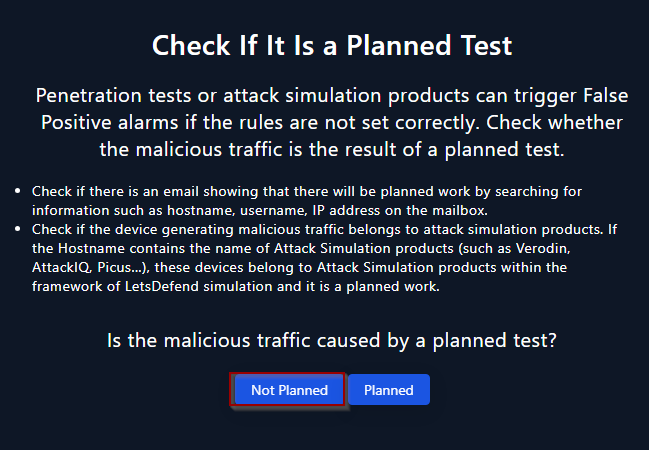 Check If It Is a Planned Test
Penetration tests or attack simulation products can trigger False
Positive alarms if the rules are not set correctly. Check whether
the malicious traffic is the result of a planned test.
• Check if there is an email showing that there will be planned work by searching for
information such as hostname, username, IP address on the mailbox.
• Check if the device generating malicious traffic belongs to attack simulation products. If
the Hostname contains the name of Attack Simulation products (such as Verodin,
AttackIQ, Picus...), these devices belong to Attack Simulation products within the
framework of LetsDefend simulation and it is a planned work.
Is the malicious traffic caused by a planned test?
Not Planned Planned